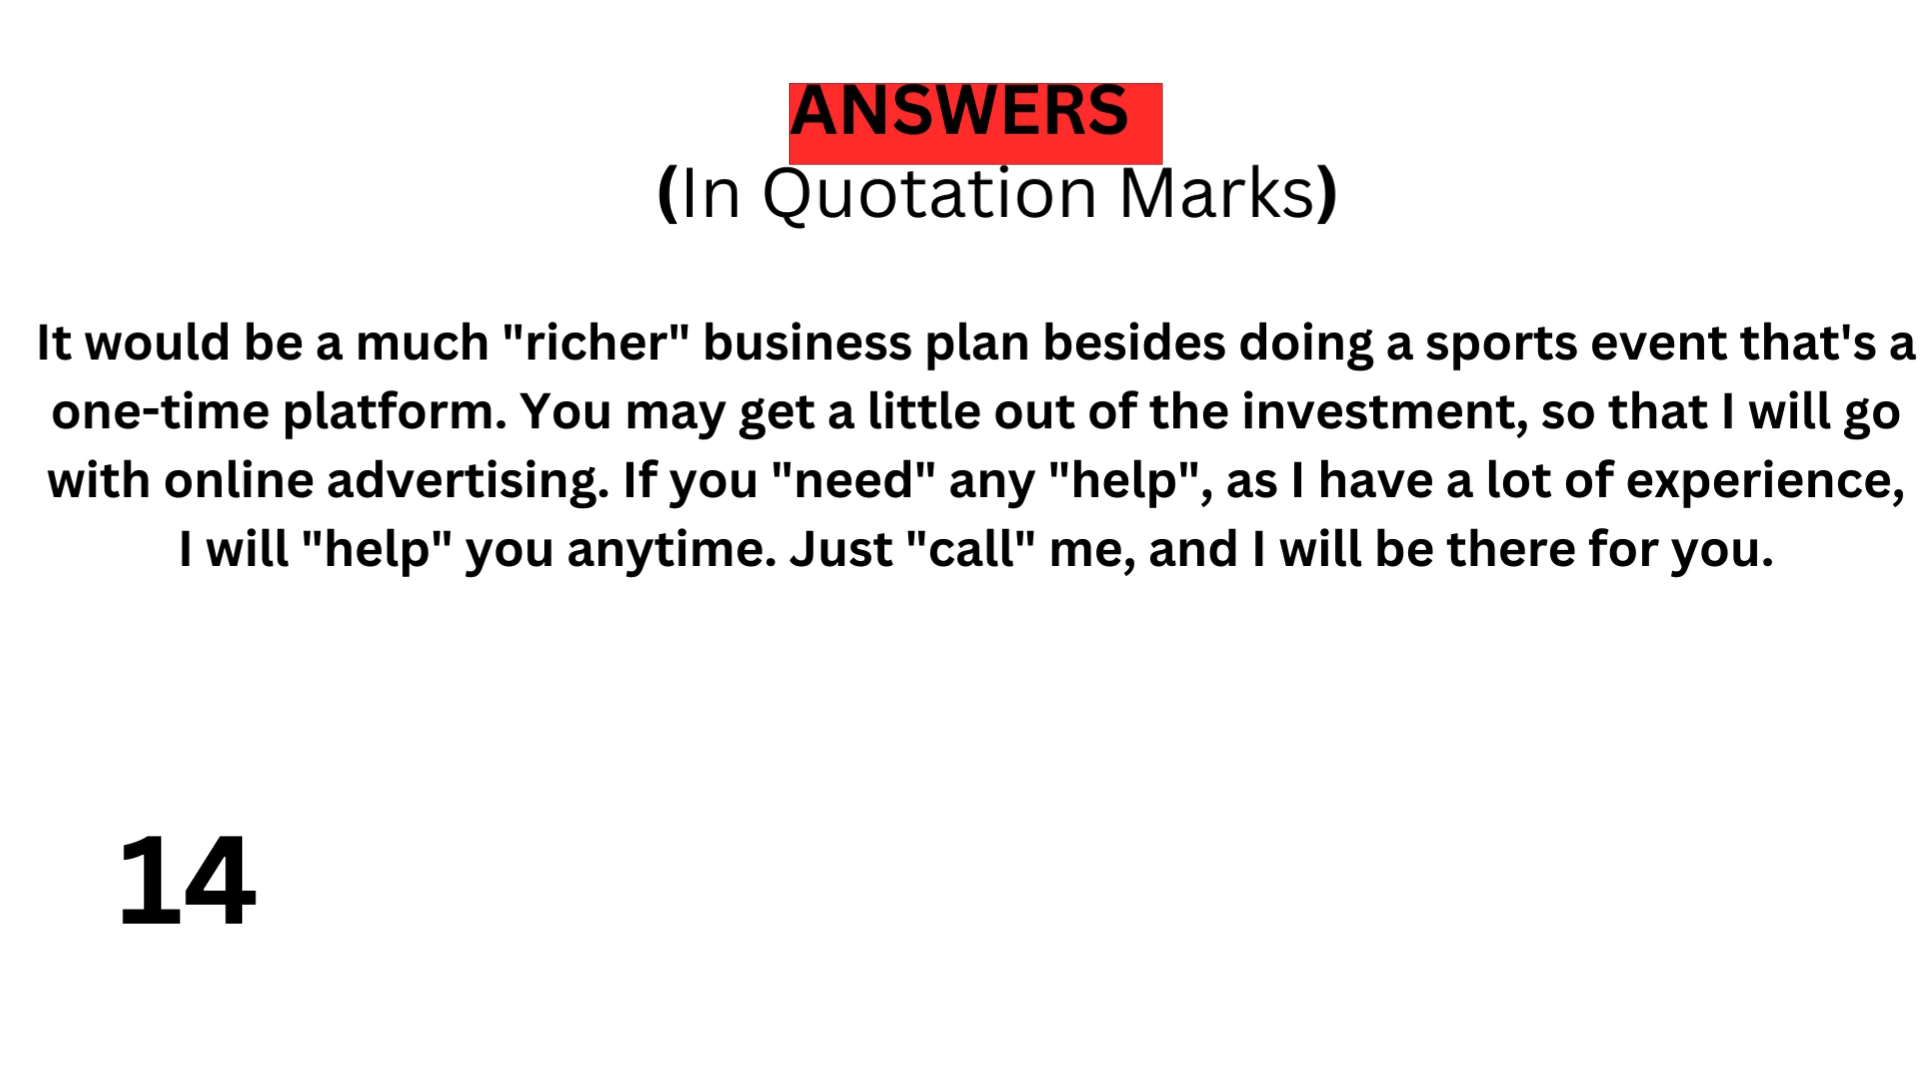 ANSWERS
(In Quotation Marks)
It would be a much "richer" business plan besides doing a sports event that's a
one-time platform. You may get a little out of the investment, so that I will go
with online advertising. If you "need" any "help", as I have a lot of experience,
I will "help" you anytime. Just "call" me, and I will be there for you.
14